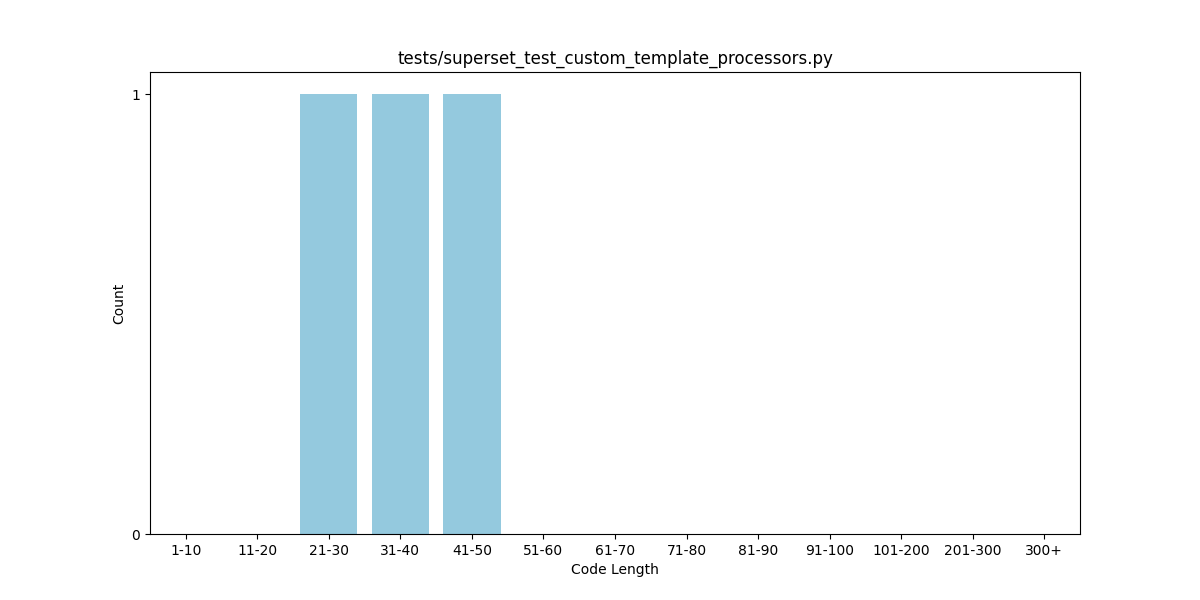 tests/superset_test_custom_template_processors.py
1
Count
0
1-10 11-20 21-30 31-40 41-50 51-60 61-70 71-80 81-90 91-100 101-200 201-300 300+
Code Length